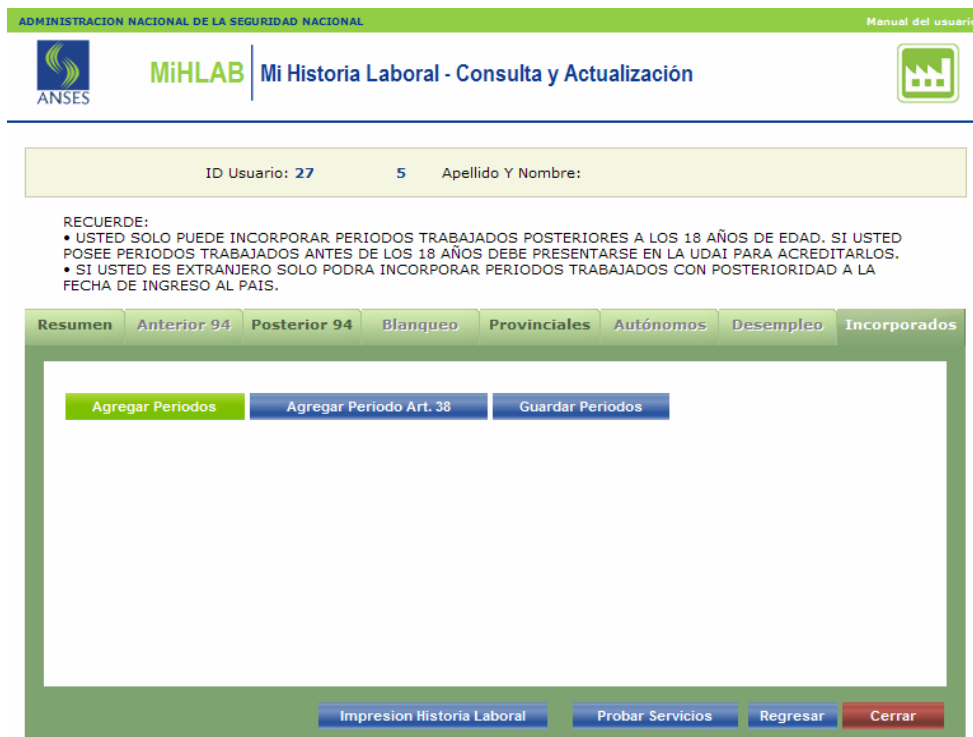 ADMINISTRACION NACIONAL DE LA SEGURIDAD NACIONAL Manual del usuario
ANSES
MiHLAB Mi Historia Laboral - Consulta y Actualización
ID Usuario: 27 5 Apellido Y Nombre:
RECUERDE:
• USTED SOLO PUEDE INCORPORAR PERIODOS TRABAJADOS POSTERIORES A LOS 18 AÑOS DE EDAD. SI USTED
POSEE PERIODOS TRABAJADOS ANTES DE LOS 18 AÑOS DEBE PRESENTARSE EN LA UDAI PARA ACREDITARLOS.
• SI USTED ES EXTRANJERO SOLO PODRA INCORPORAR PERIODOS TRABAJADOS CON POSTERIORIDAD A LA
FECHA DE INGRESO AL PAIS.
Resumen Anterior 94 Posterior 94 Blanqueo Provinciales Autónomos Desempleo Incorporados
Agregar Periodos Agregar Periodo Art. 38 Guardar Periodos
Impresion Historia Laboral Probar Servicios Regresar Cerrar